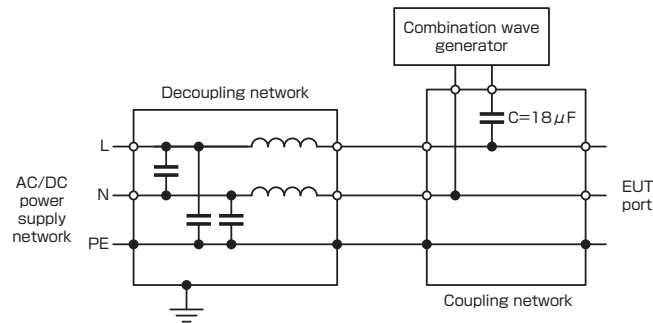 Combination wave
generator
Decoupling network
C=18μF
L
N
PE
AC/DC
power
supply
network
EUT
port
Coupling network